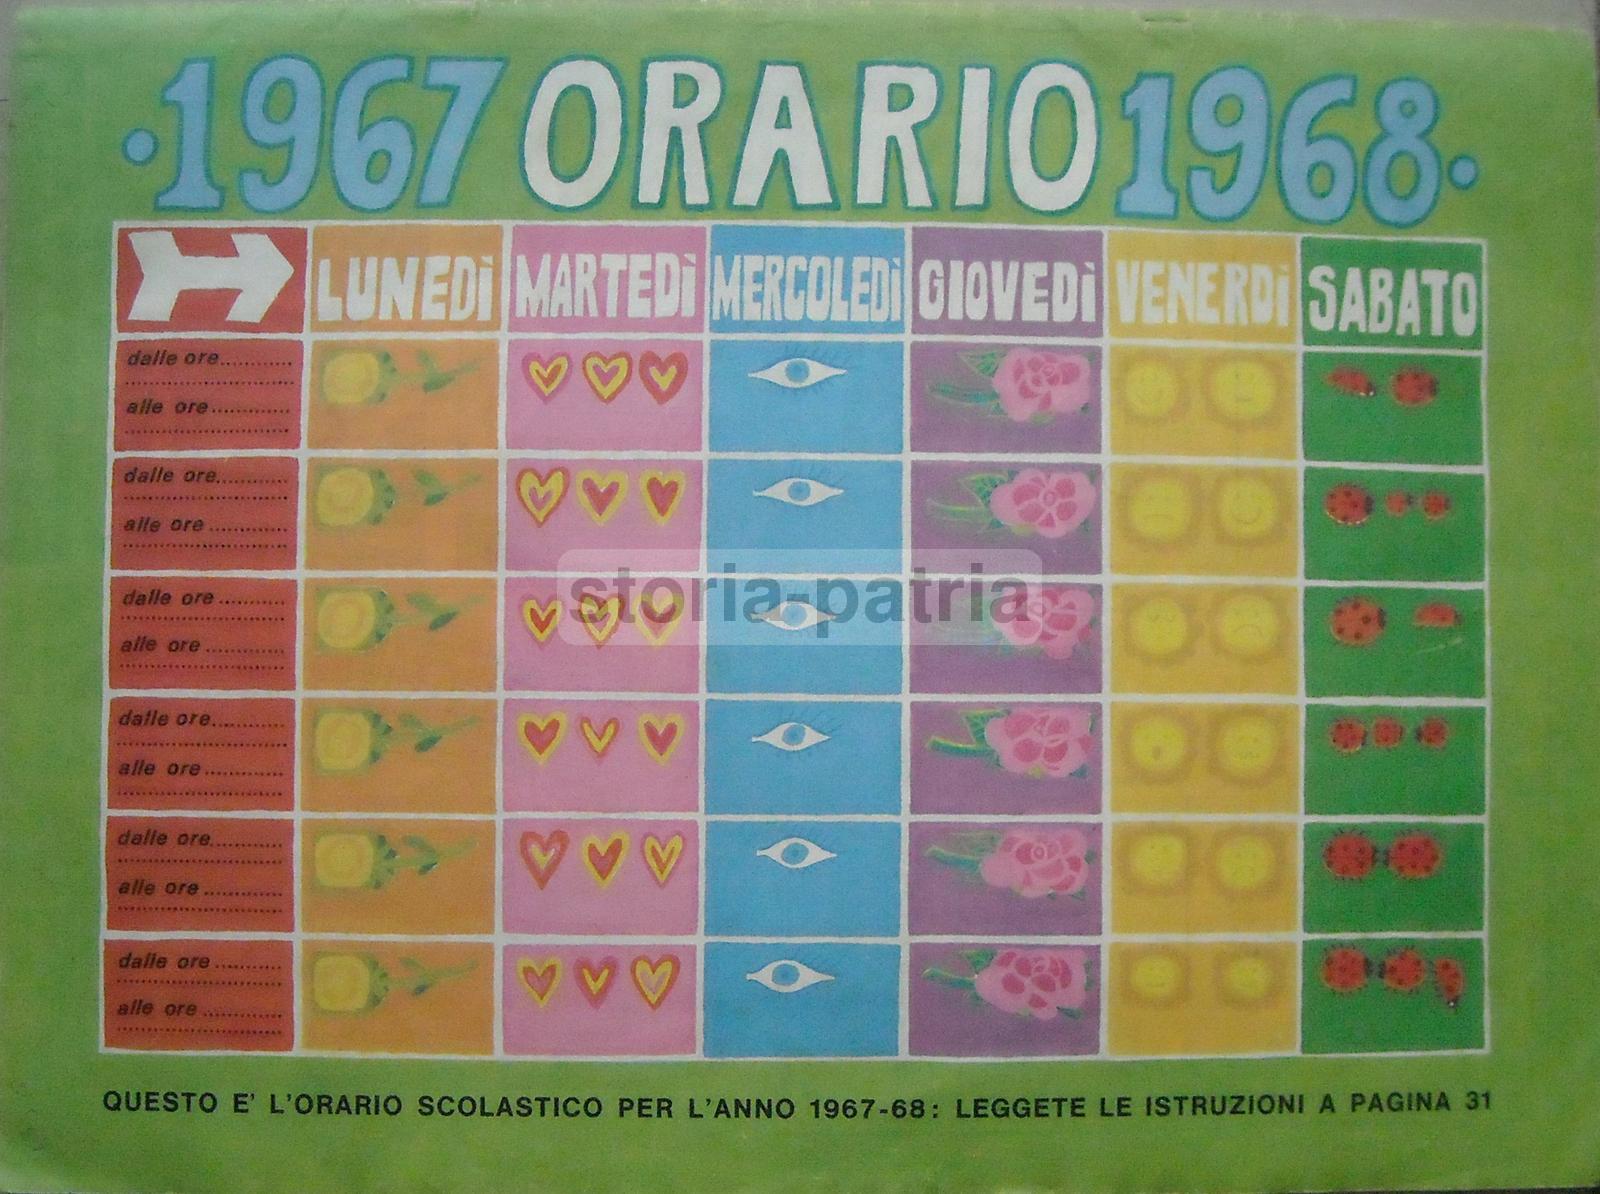 ·1967 ORARIO 1968·
LUNEDÌ MARTEDÌ MERCOLEDÌ GIOVEDÌ VENERDÌ SABATO
dalle ore............
alle ore.............
dalle ore............
alle ore.............
storia-patria
dalle ore............
alle ore.............
dalle ore............
alle ore.............
dalle ore............
alle ore.............
dalle ore............
alle ore.............
QUESTO E' L'ORARIO SCOLASTICO PER L'ANNO 1967-68: LEGGETE LE ISTRUZIONI A PAGINA 31